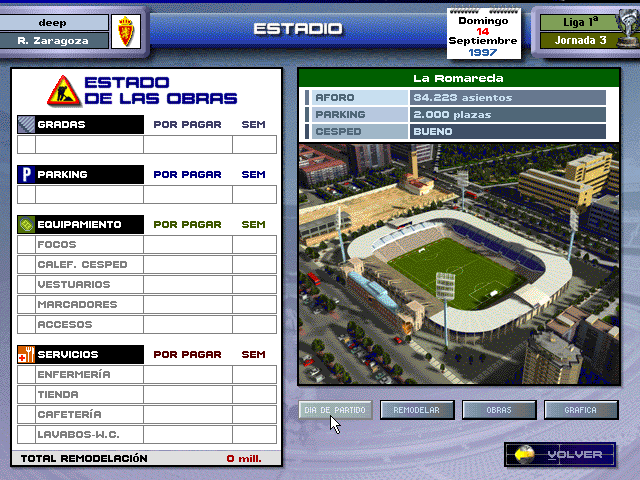 deep
R. Zaragoza
ESTADIO
Domingo
14
Septiembre
1997
Liga 1ª
Jornada 3
ESTADO
DE LAS OBRAS
GRADAS POR PAGAR SEM
P PARKING POR PAGAR SEM
EQUIPAMIENTO POR PAGAR SEM
FOCOS
CALEF. CESPED
VESTUARIOS
MARCADORES
ACCESOS
SERVICIOS POR PAGAR SEM
ENFERMERÍA
TIENDA
CAFETERÍA
LAVABOS-W.C.
TOTAL REMODELACIÓN 0 mill.
La Romareda
AFORO 34.223 asientos
PARKING 2.000 plazas
CESPED BUENO
DIA DE PARTIDO REMODELAR OBRAS GRAFICA
VOLVER